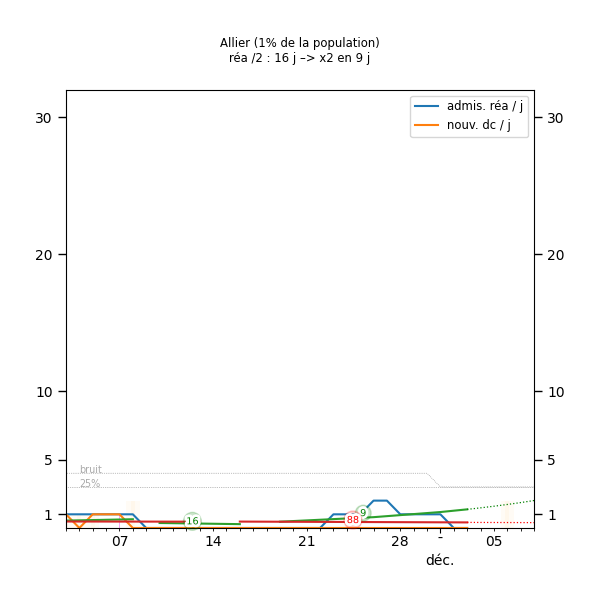 Allier (1% de la population)
réa /2 : 16 j –> x2 en 9 j
admis. réa / j
nouv. dc / j
30 30
20 20
10 10
5 5
bruit
25%
1 1
16 88 9
07 14 21 28 - 05
déc.